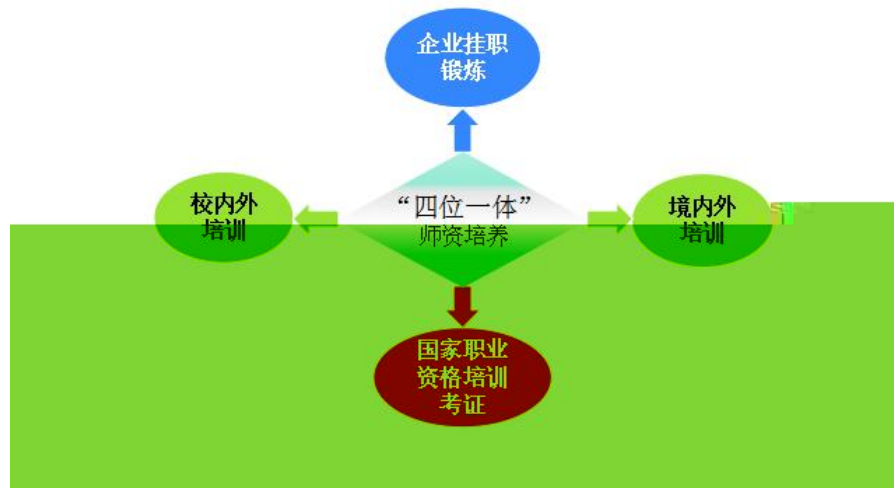 企业挂职
锻炼
校内外
培训
“四位一体”
师资培养
境内外
培训
国家职业
资格培训
考证